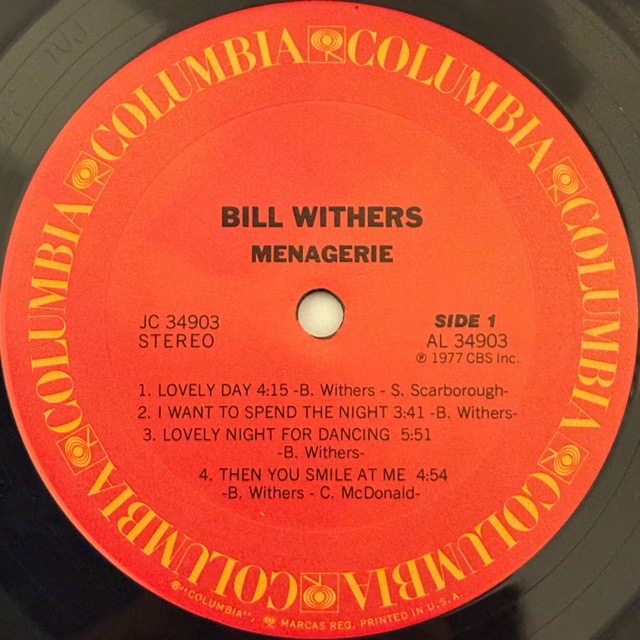 COLUMBIA COLUMBIA COLUMBIA COLUMBIA COLUMBIA COLUMBIA COLUMBIA
BILL WITHERS
MENAGERIE
JC 34903
STEREO
SIDE 1
AL 34903
℗ 1977 CBS Inc.
1. LOVELY DAY 4:15 -B. Withers - S. Scarborough-
2. I WANT TO SPEND THE NIGHT 3:41 -B. Withers-
3. LOVELY NIGHT FOR DANCING 5:51
-B. Withers-
4. THEN YOU SMILE AT ME 4:54
-B. Withers - C. McDonald-
®"COLUMBIA", MARCAS REG. PRINTED IN U.S.A.